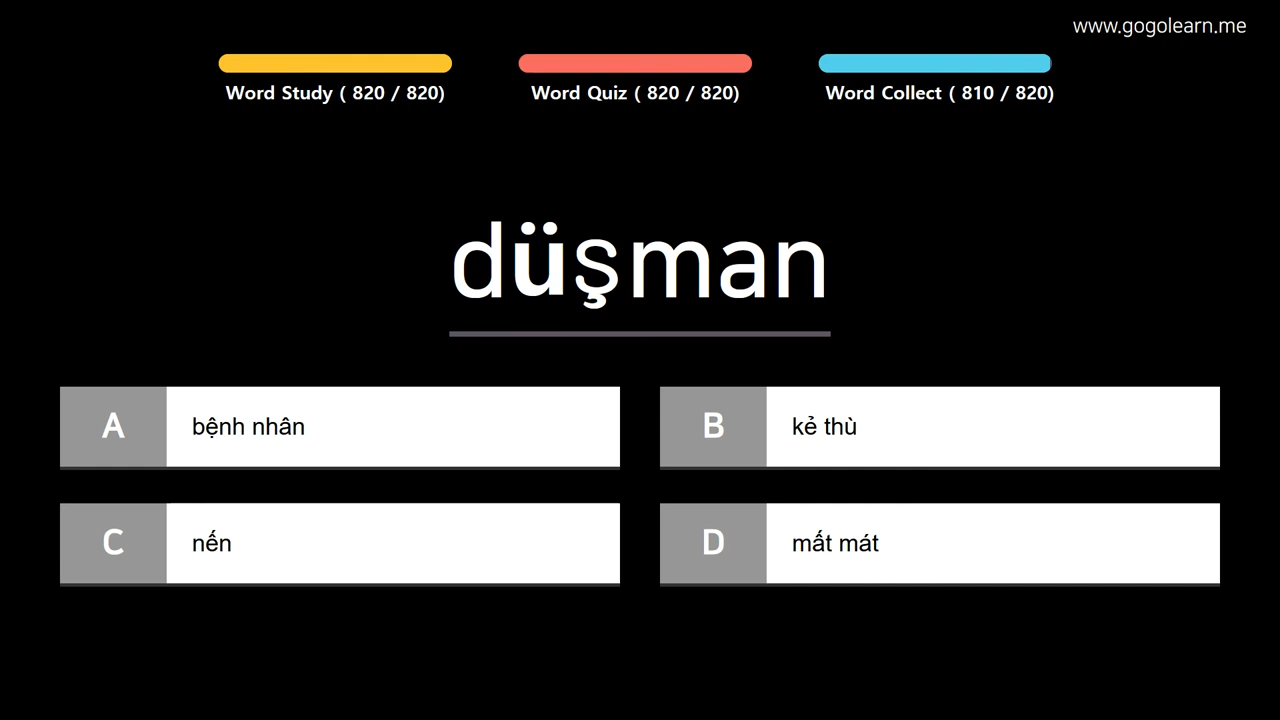 www.gogolearn.me
Word Study ( 820 / 820)
Word Quiz ( 820 / 820)
Word Collect ( 810 / 820)
düşman
A bệnh nhân
B kẻ thù
C nến
D mất mát